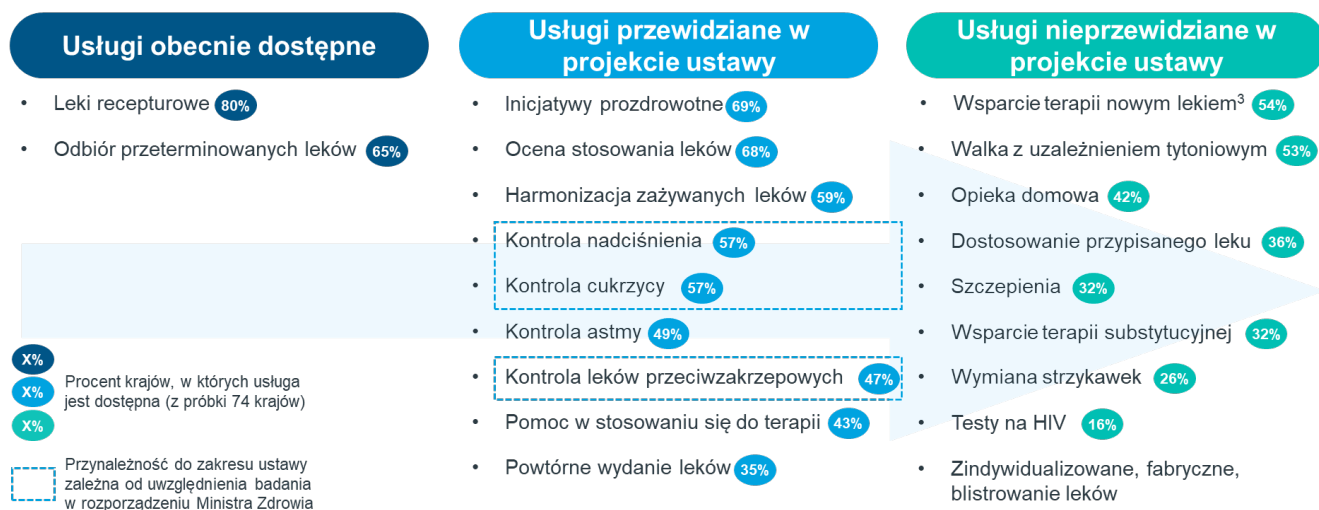 Usługi obecnie dostępne
• Leki recepturowe 80%
• Odbiór przeterminowanych leków 65%
X%
X%
X%
Procent krajów, w których usługa
jest dostępna (z próbki 74 krajów)
Przynależność do zakresu ustawy
zależna od uwzględnienia badania
w rozporządzeniu Ministra Zdrowia
Usługi przewidziane w
projekcie ustawy
• Inicjatywy prozdrowotne 69%
• Ocena stosowania leków 68%
• Harmonizacja zażywanych leków 59%
• Kontrola nadciśnienia 57%
• Kontrola cukrzycy 57%
• Kontrola astmy 49%
• Kontrola leków przeciwzakrzepowych 47%
• Pomoc w stosowaniu się do terapii 43%
• Powtórne wydanie leków 35%
Usługi nieprzewidziane w
projekcie ustawy
• Wsparcie terapii nowym lekiem³ 54%
• Walka z uzależnieniem tytoniowym 53%
• Opieka domowa 42%
• Dostosowanie przypisanego leku 36%
• Szczepienia 32%
• Wsparcie terapii substytucyjnej 32%
• Wymiana strzykawek 26%
• Testy na HIV 16%
• Zindywidualizowane, fabryczne,
blistrowanie leków